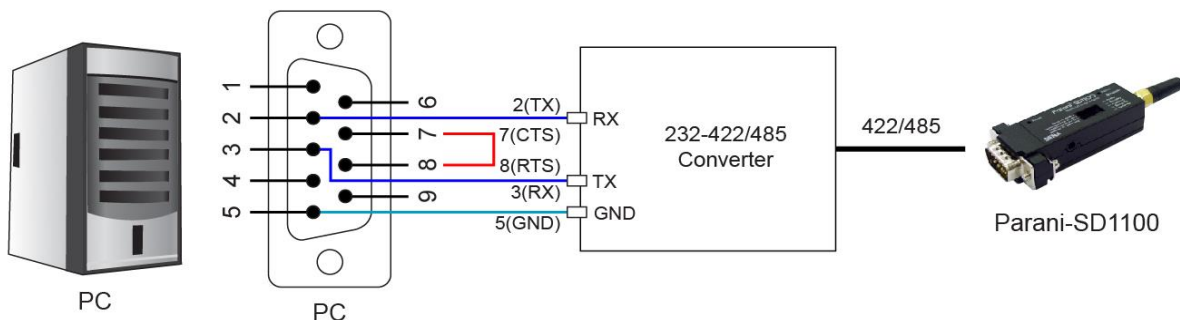 1
2
3
4
5
6
7
8
9
2(TX)
7(CTS)
8(RTS)
3(RX)
5(GND)
RX
TX
GND
232-422/485
Converter
422/485
Parani-SD1100
PC
PC